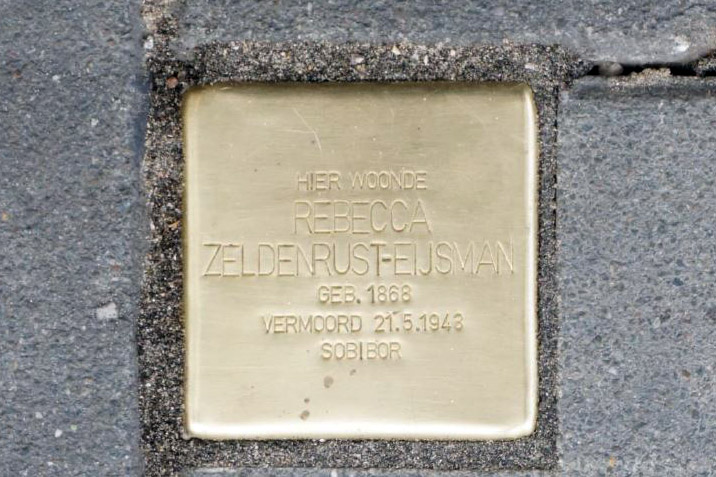 HIER WOONDE
REBECCA
ZELDENRUST-EIJSMAN
GEB. 1868
VERMOORD 21.5.1943
SOBIBOR